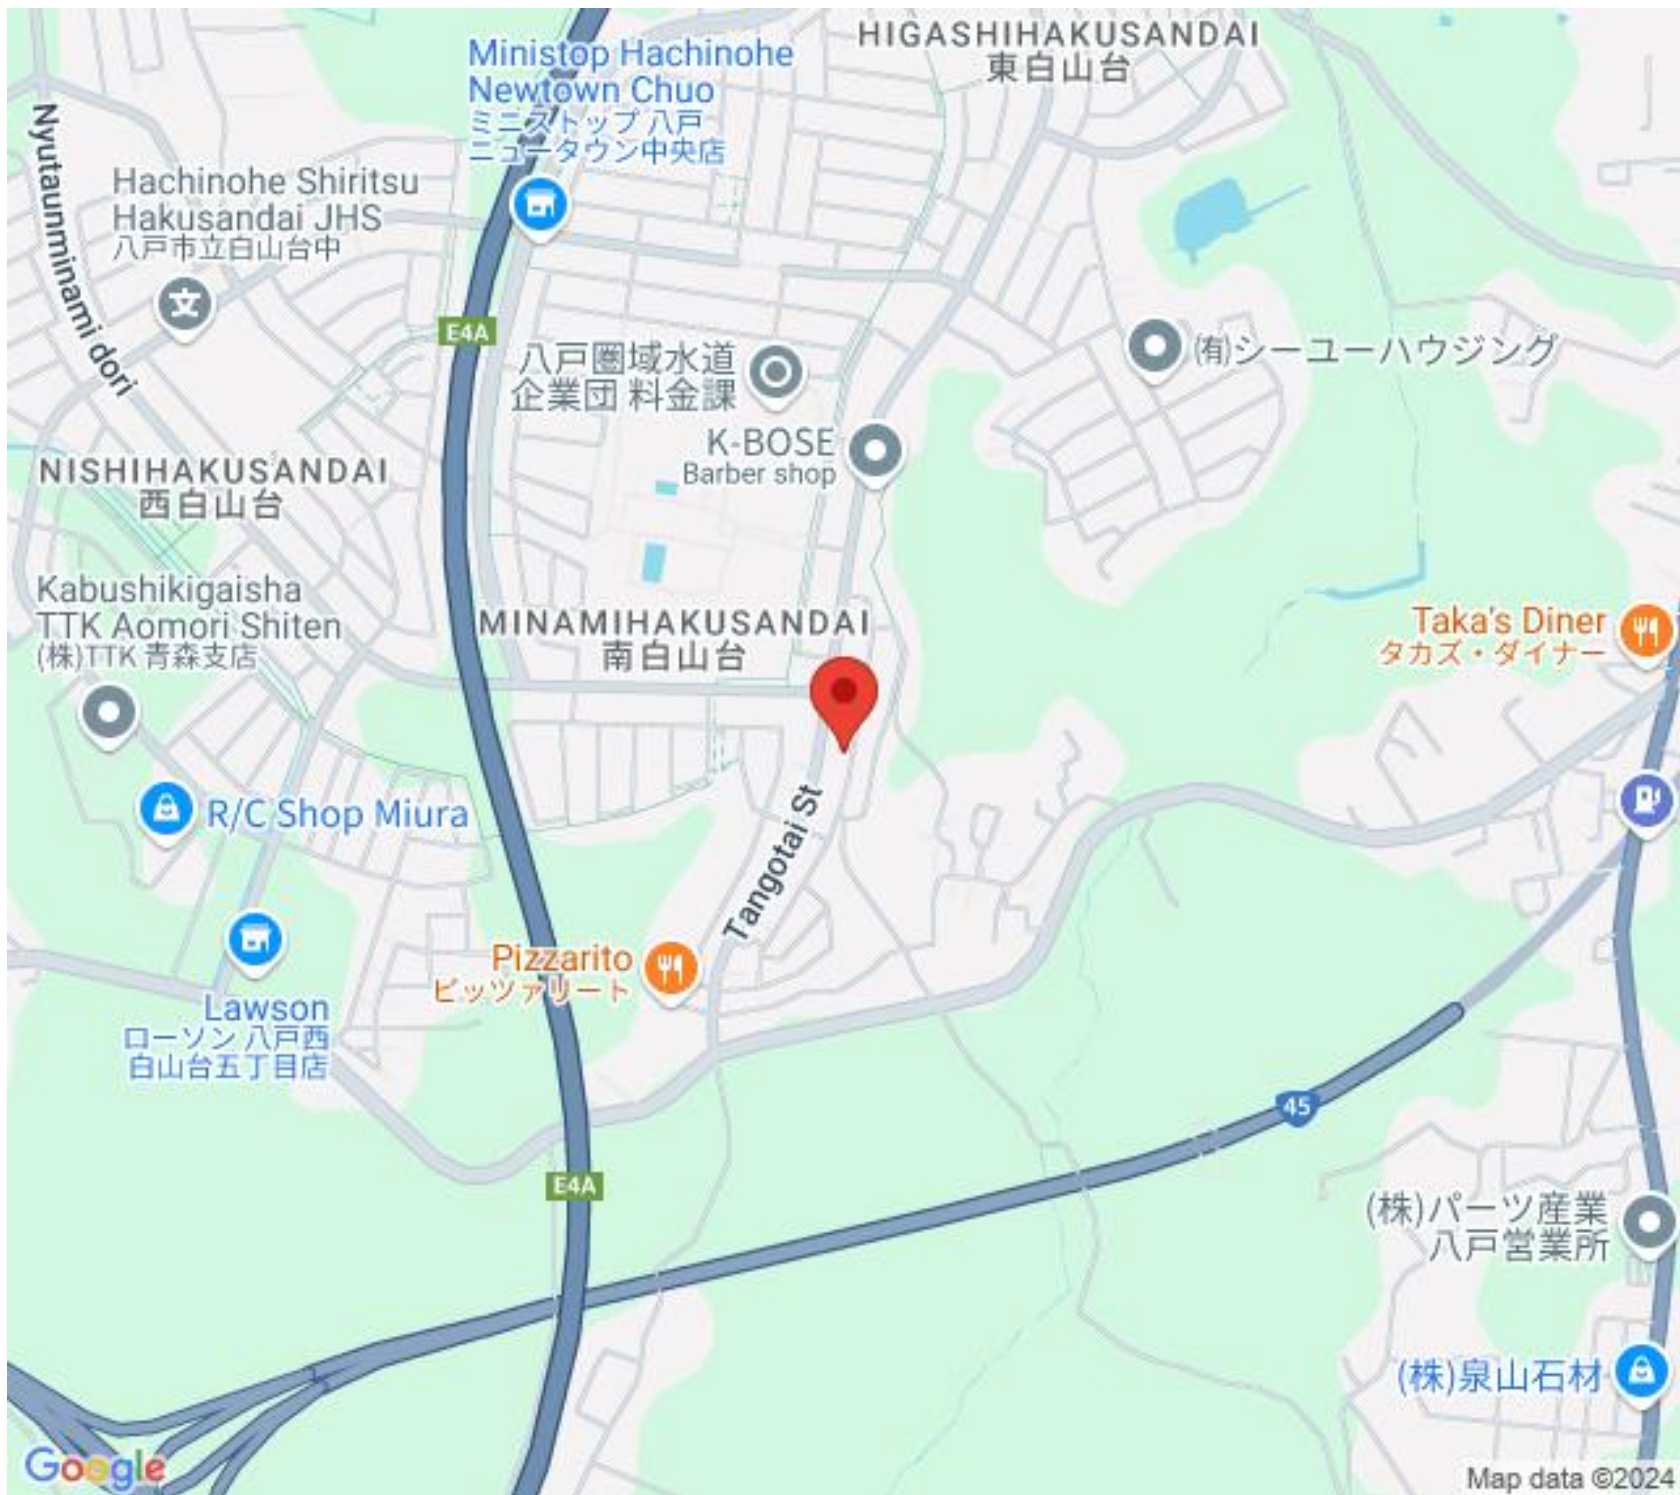 HIGASHIHAKUSANDAI
東白山台
Ministop Hachinohe
Newtown Chuo
ミニストップ 八戸
ニュータウン中央店
Nyutaunminami dori
Hachinohe Shiritsu
Hakusandai JHS
八戸市立白山台中
E4A
八戸圏域水道
企業団 料金課
(有)シーユーハウジング
K-BOSE
Barber shop
NISHIHAKUSANDAI
西白山台
Kabushikigaisha
TTK Aomori Shiten
(株)TTK 青森支店
MINAMIHAKUSANDAI
南白山台
Taka's Diner
タカズ・ダイナー
R/C Shop Miura
Tangotai St
Pizzarito
ピッツァリート
Lawson
ローソン 八戸西
白山台五丁目店
45
E4A
(株)パーツ産業
八戸営業所
(株)泉山石材
Google
Map data ©2024